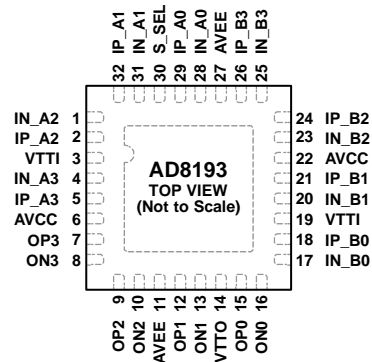 32 IP_A1
31 IN_A1
30 S_SEL
29 IP_A0
28 IN_A0
27 AVEE
26 IP_B3
25 IN_B3
IN_A2 1
IP_A2 2
VTTI 3
IN_A3 4
IP_A3 5
AVCC 6
OP3 7
ON3 8
AD8193
TOP VIEW
(Not to Scale)
24 IP_B2
23 IN_B2
22 AVCC
21 IP_B1
20 IN_B1
19 VTTI
18 IP_B0
17 IN_B0
OP2 9
ON2 10
AVEE 11
OP1 12
ON1 13
VTTO 14
OP0 15
ON0 16